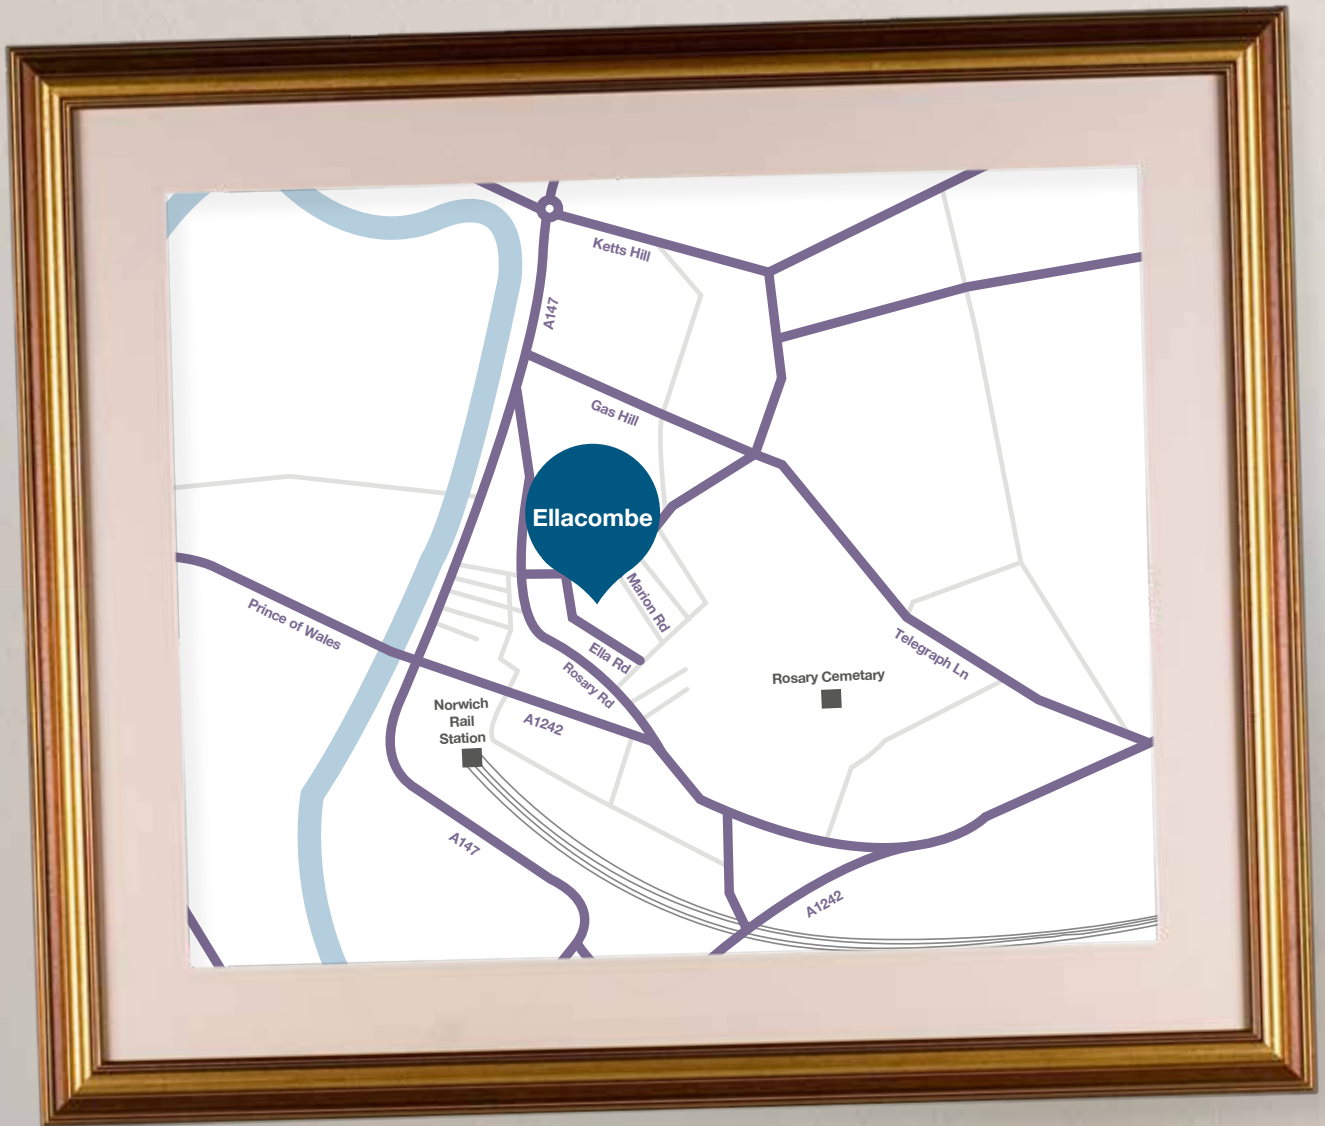 Ketts Hill
A147
Gas Hill
Ellacombe
Marion Rd
Prince of Wales
Ella Rd
Rosary Rd
Telegraph Ln
Rosary Cemetary
Norwich
Rail
Station
A1242
A147
A1242